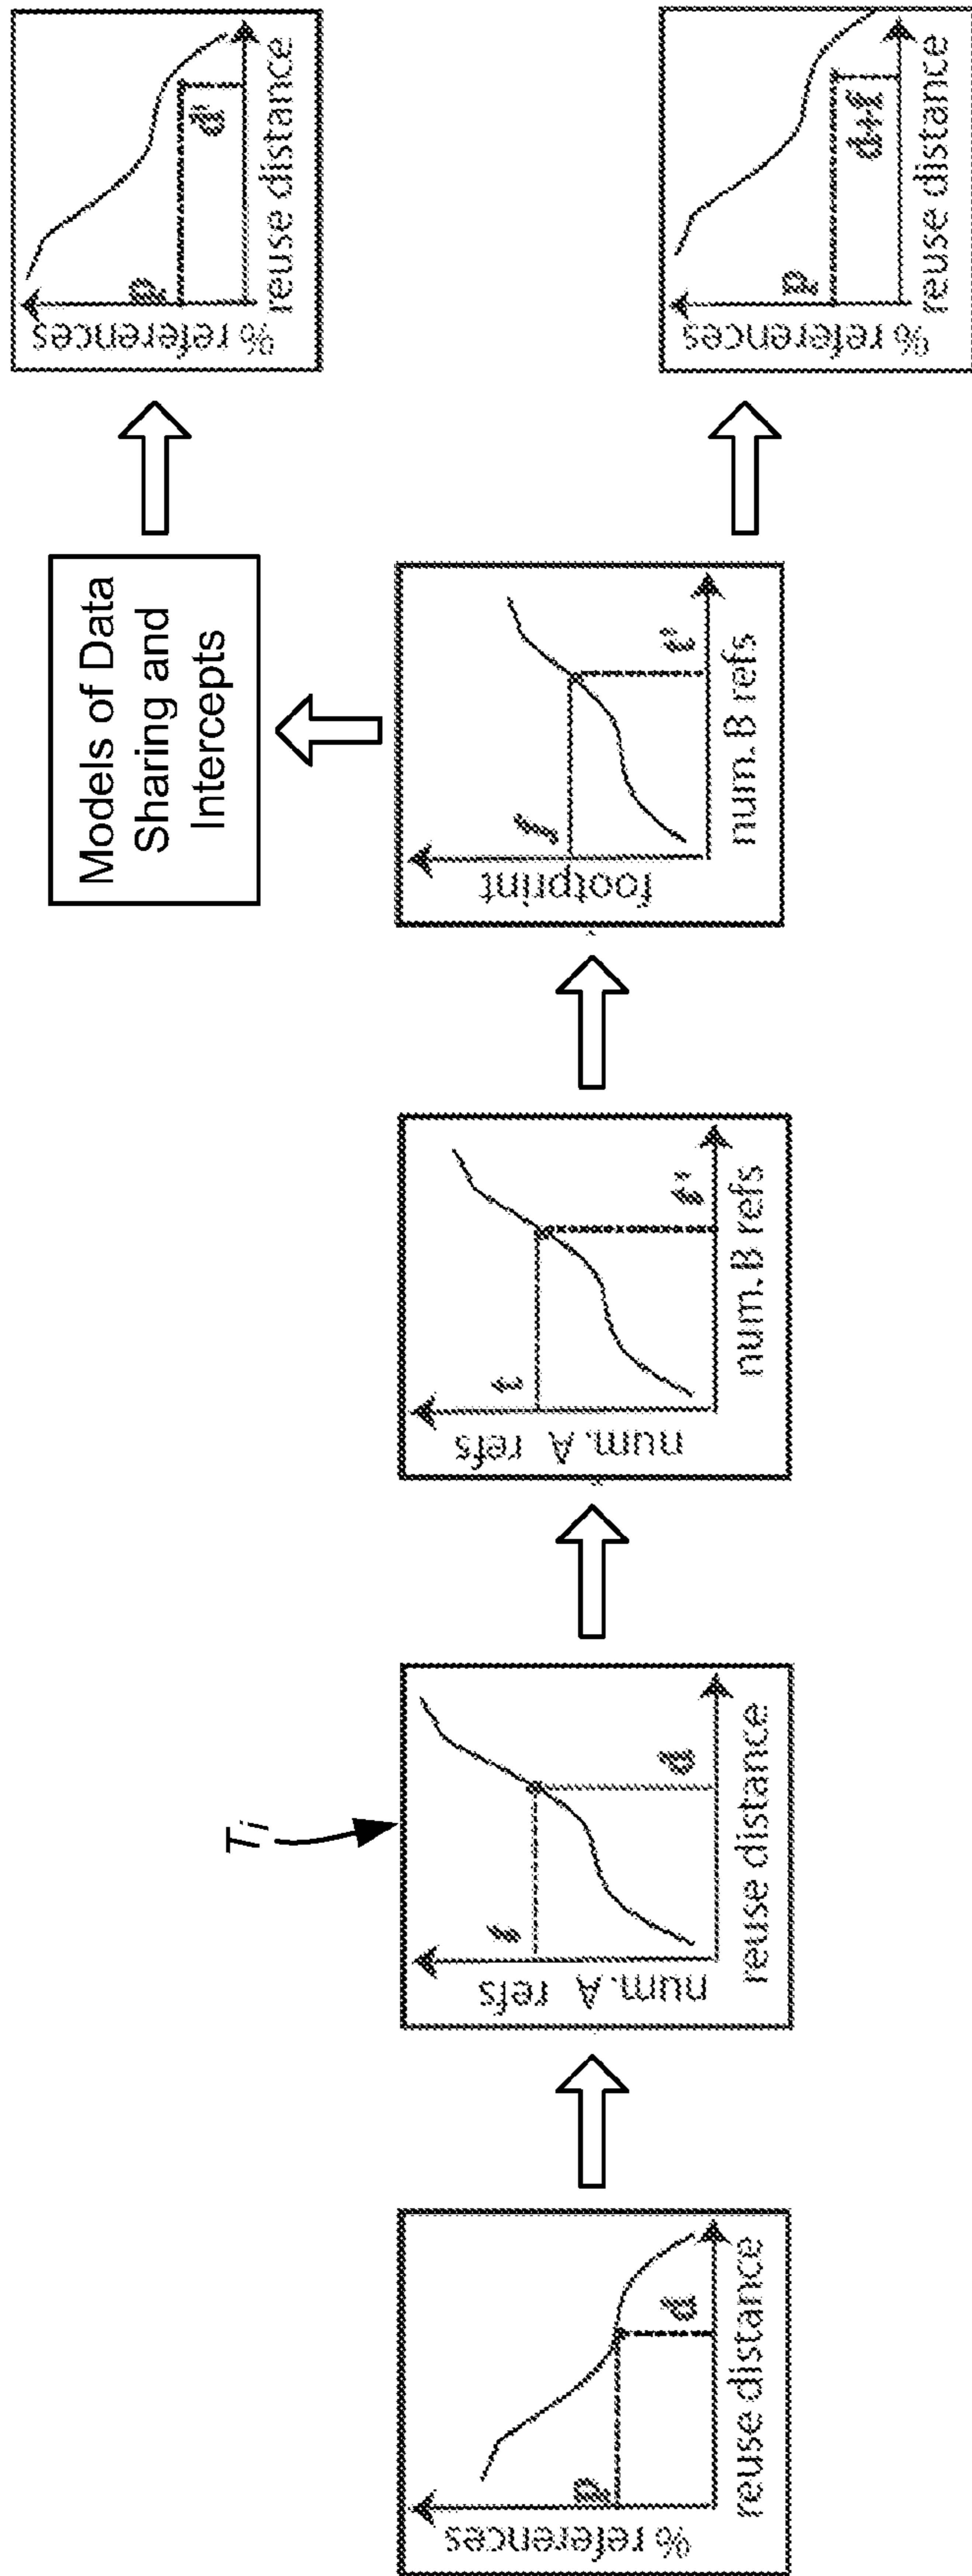 % references
p
d
reuse distance
Ti
num. A refs
t
d
reuse distance
num. A refs
t
t'
num. B refs
footprint
f
t'
num. B refs
Models of Data
Sharing and
Intercepts
% references
p
d'
reuse distance
% references
p
d+f
reuse distance